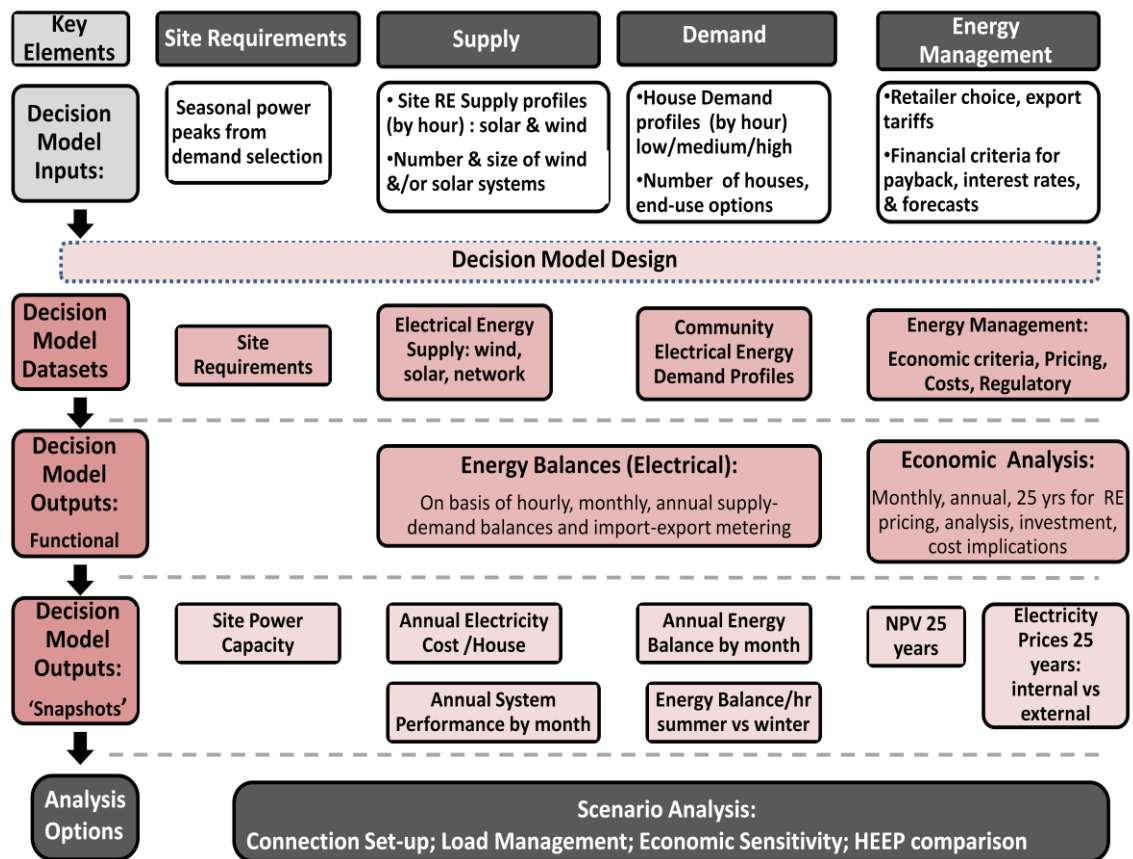 Key
Elements
Site Requirements
Supply
Demand
Energy
Management
Decision
Model
Inputs:
Seasonal power
peaks from
demand selection
• Site RE Supply profiles
(by hour) : solar & wind
•Number & size of wind
&/or solar systems
•House Demand
profiles (by hour)
low/medium/high
•Number of houses,
end-use options
•Retailer choice, export
tariffs
•Financial criteria for
payback, interest rates,
& forecasts
Decision Model Design
Decision
Model
Datasets
Site
Requirements
Electrical Energy
Supply: wind,
solar, network
Community
Electrical Energy
Demand Profiles
Energy Management:
Economic criteria, Pricing,
Costs, Regulatory
Decision
Model
Outputs:
Functional
Energy Balances (Electrical):
On basis of hourly, monthly, annual supply-
demand balances and import-export metering
Economic Analysis:
Monthly, annual, 25 yrs for RE
pricing, analysis, investment,
cost implications
Decision
Model
Outputs:
‘Snapshots’
Site Power
Capacity
Annual Electricity
Cost /House
Annual Energy
Balance by month
NPV 25
years
Electricity
Prices 25
years:
internal vs
external
Annual System
Performance by month
Energy Balance/hr
summer vs winter
Analysis
Options
Scenario Analysis:
Connection Set-up; Load Management; Economic Sensitivity; HEEP comparison